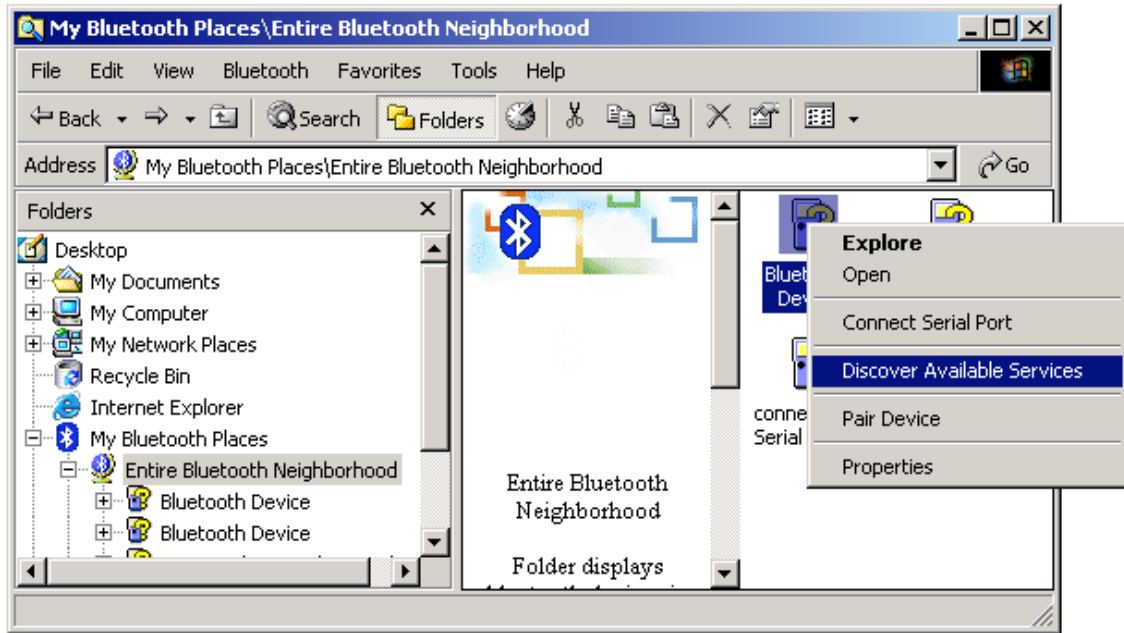 My Bluetooth Places\Entire Bluetooth Neighborhood
File Edit View Bluetooth Favorites Tools Help
Back Search Folders
Address My Bluetooth Places\Entire Bluetooth Neighborhood Go
Folders
Desktop
My Documents
My Computer
My Network Places
Recycle Bin
Internet Explorer
My Bluetooth Places
Entire Bluetooth Neighborhood
Bluetooth Device
Bluetooth Device
Entire Bluetooth
Neighborhood
Folder displays
Serial
Explore
Open
Connect Serial Port
Discover Available Services
Pair Device
Properties